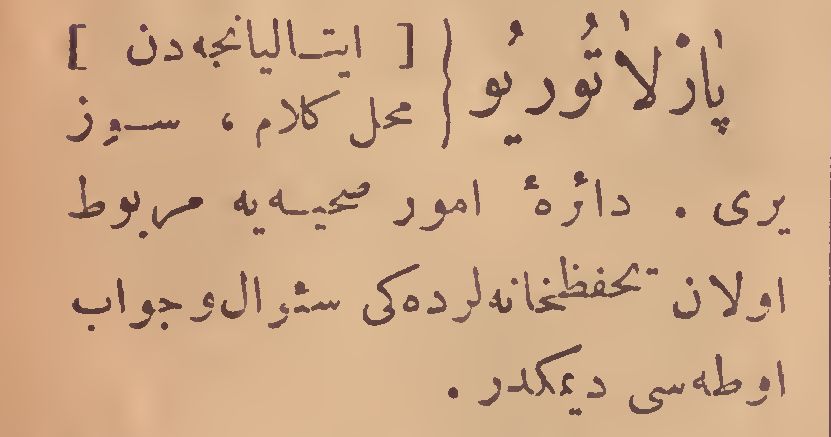 پارلاتوریو { [ ایتالیانجه‌دن ]
محل کلام ، سوز
یری . دائرهٔ امور صحیه‌یه مربوط
اولان تحفظخانه‌لرده‌کی سئوال و جواب
اوطه‌سی دیمکدر .